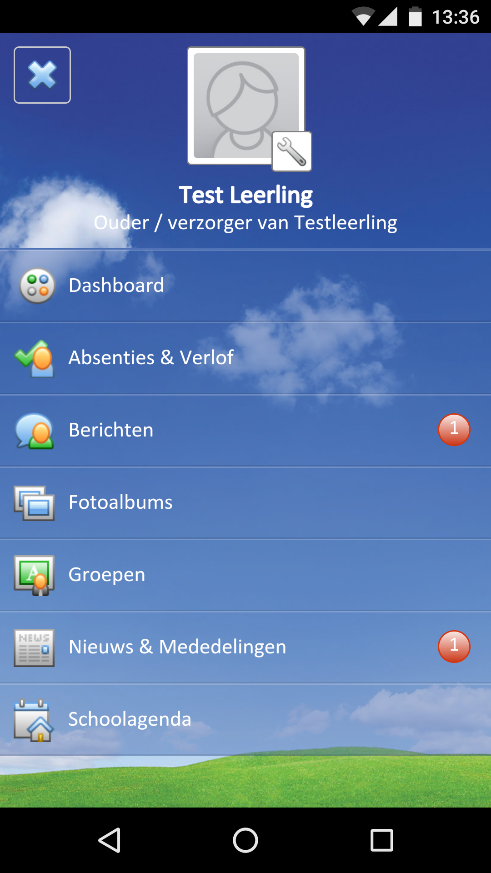 13:36
Test Leerling
Ouder / verzorger van Testleerling
Dashboard
Absenties & Verlof
Berichten
1
Fotoalbums
A
Groepen
NEWS
Nieuws & Mededelingen
1
Schoolagenda